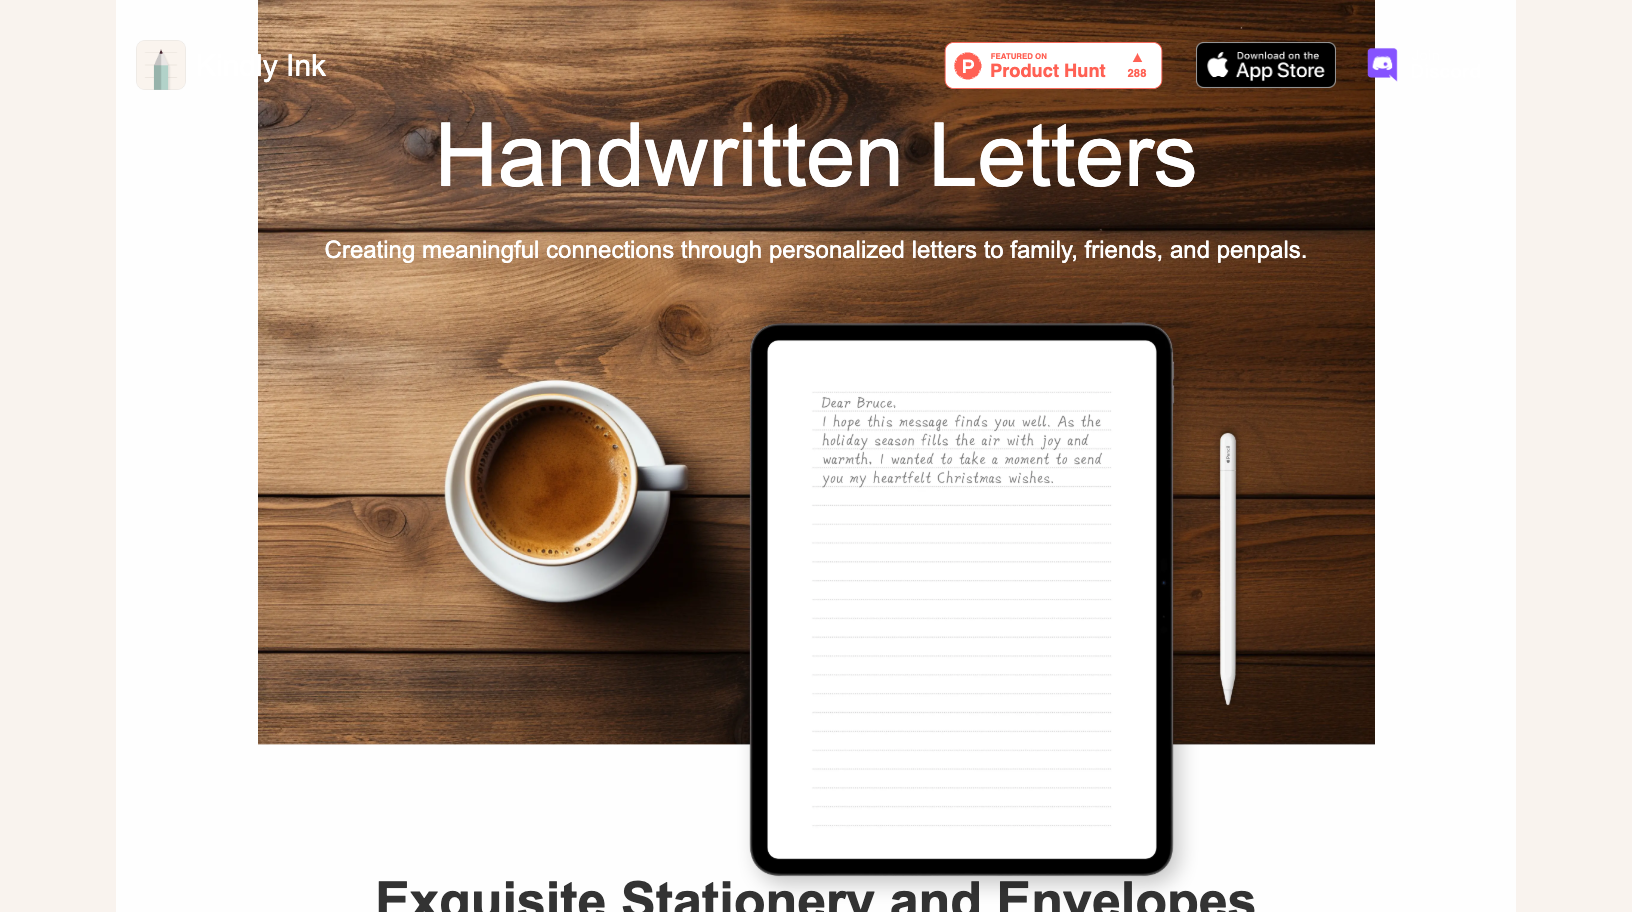 Ink
FEATURED ON
Product Hunt
288
Download on the
App Store
Handwritten Letters
Creating meaningful connections through personalized letters to family, friends, and penpals.
Dear Bruce,
I hope this message finds you well. As the
holiday season fills the air with joy and
warmth, I wanted to take a moment to send
you my heartfelt Christmas wishes.
Pencil
Exquisite Stationery and Envelopes